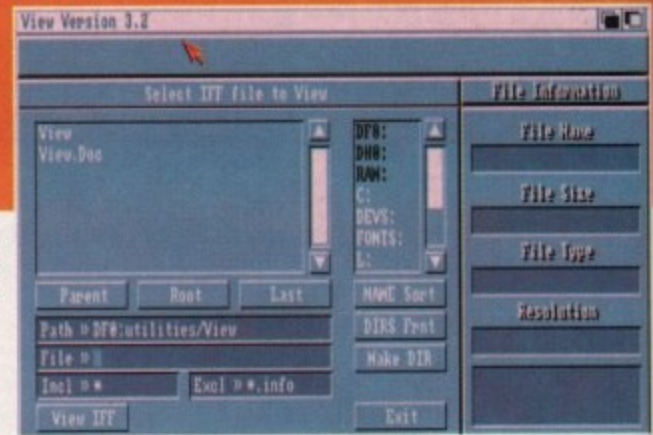 View Version 3.2
Select IFF file to View
View
View.Doc
Parent
Root
Last
Path »DF0:utilities/View
File »
Incl »*
Excl »*.info
View IFF
DF0:
DH0:
RAM:
C:
DEVS:
FONTS:
L:
NAME Sort
DIRS Frnt
Make DIR
Exit
File Information
File Name
File Size
File Type
Resolution